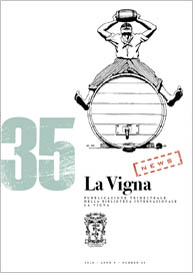 35
NEWS
La Vigna
PUBBLICAZIONE TRIMESTRALE
DELLA BIBLIOTECA INTERNAZIONALE
LA VIGNA